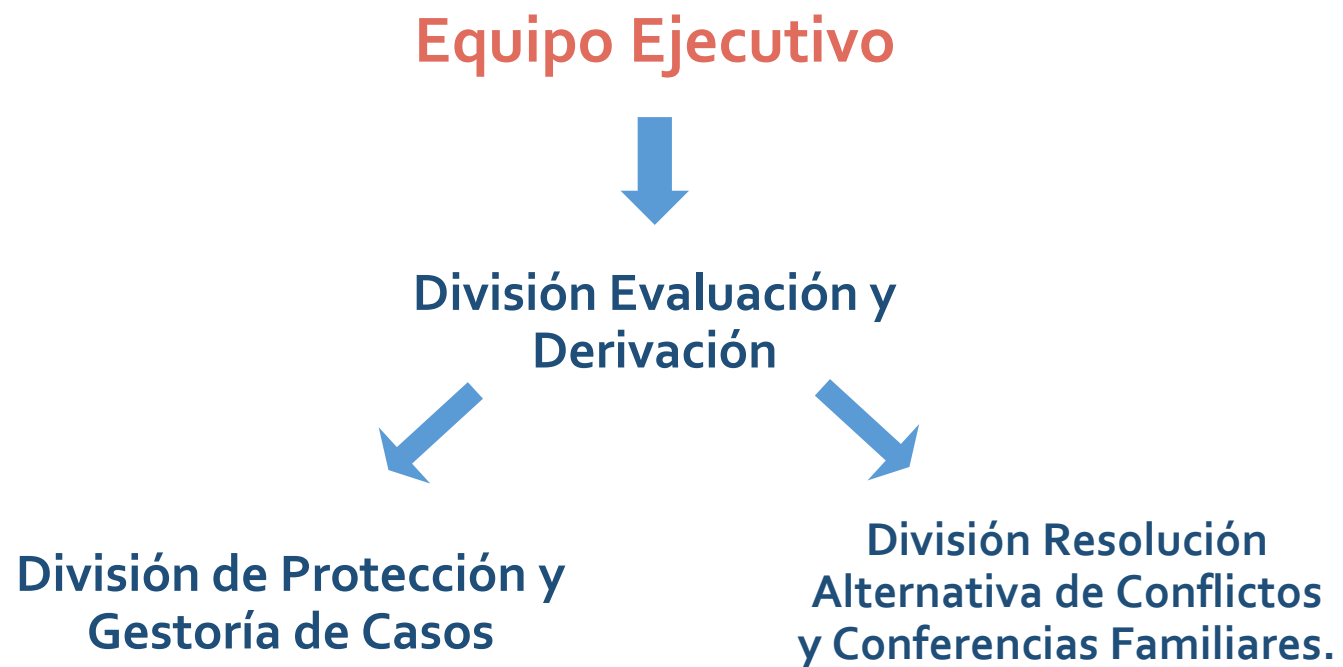 Equipo Ejecutivo
División Evaluación y
Derivación
División de Protección y
Gestoría de Casos
División Resolución
Alternativa de Conflictos
y Conferencias Familiares.